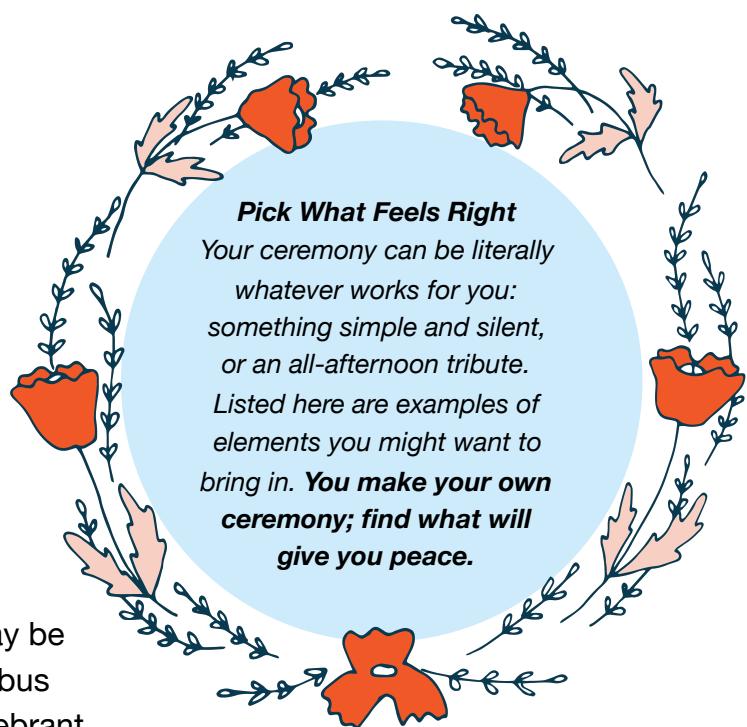 Pick What Feels Right
Your ceremony can be literally
whatever works for you:
something simple and silent,
or an all-afternoon tribute.
Listed here are examples of
elements you might want to
bring in. You make your own
ceremony; find what will
give you peace.
be